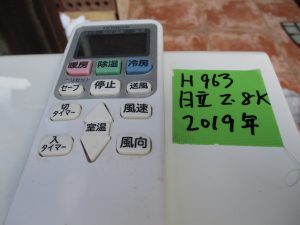 暖房 除湿 冷房
セーブ 停止 送風
切タイマー 風速
室温
入タイマー 風向
H963
日立 2.8K
2019年